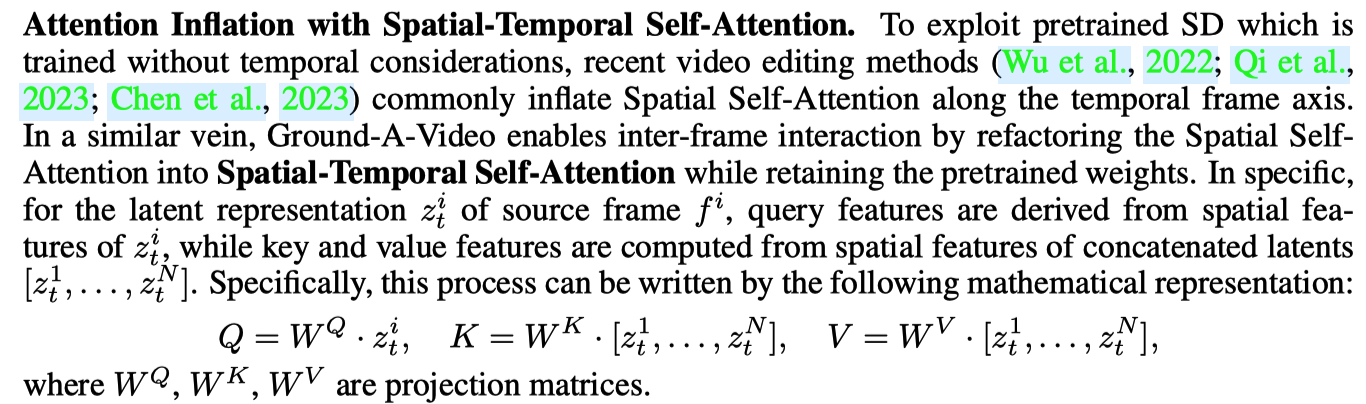 Attention Inflation with Spatial-Temporal Self-Attention. To exploit pretrained SD which is
trained without temporal considerations, recent video editing methods (Wu et al., 2022; Qi et al.,
2023; Chen et al., 2023) commonly inflate Spatial Self-Attention along the temporal frame axis.
In a similar vein, Ground-A-Video enables inter-frame interaction by refactoring the Spatial Self-
Attention into Spatial-Temporal Self-Attention while retaining the pretrained weights. In specific,
for the latent representation $z_t^i$ of source frame $f^i$, query features are derived from spatial fea-
tures of $z_t^i$, while key and value features are computed from spatial features of concatenated latents
$[z_t^1, \ldots, z_t^N]$. Specifically, this process can be written by the following mathematical representation:
$Q = W^Q \cdot z_t^i, \quad K = W^K \cdot [z_t^1, \ldots, z_t^N], \quad V = W^V \cdot [z_t^1, \ldots, z_t^N],$
where $W^Q, W^K, W^V$ are projection matrices.